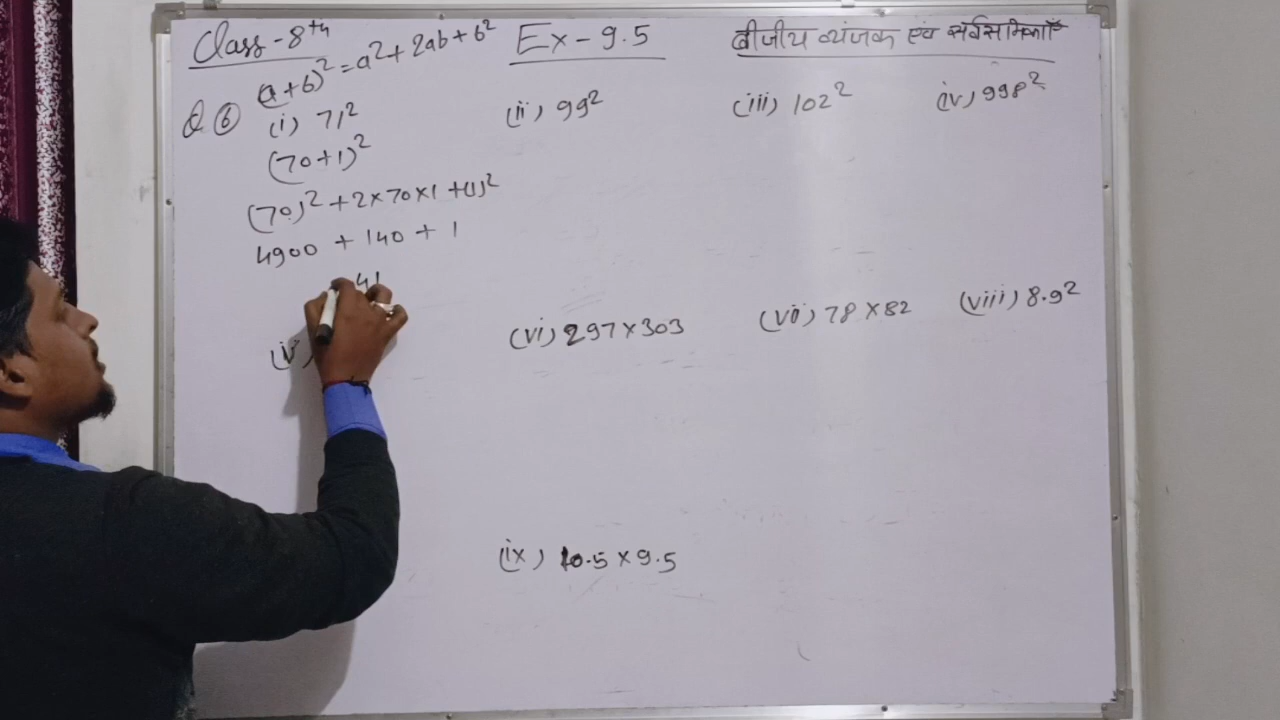 Class-8th Ex-9.5 बीजीय व्यंजक एवं सर्वसमिकाएँ
(a+b)²=a²+2ab+b²
Q.⑥ (i) 71² (ii) 99² (iii) 102² (iv) 998²
(70+1)²
(70)²+2×70×1+(1)²
4900 + 140 + 1
41
(v) (vi) 297×303 (vii) 78×82 (viii) 8.9²
(ix) 10.5×9.5